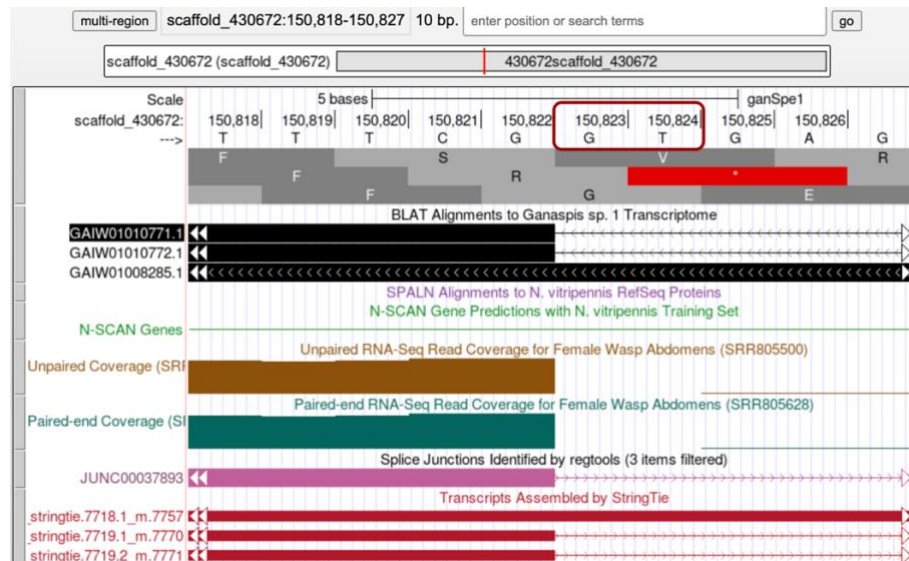 multi-region scaffold_430672:150,818-150,827 10 bp. enter position or search terms go
scaffold_430672 (scaffold_430672) 430672scaffold_430672
Scale 5 bases ganSpe1
scaffold_430672: 150,818 150,819 150,820 150,821 150,822 150,823 150,824 150,825 150,826
---> T T T C G G T G A G
F S V R
F R *
F G E
BLAT Alignments to Ganaspis sp. 1 Transcriptome
GAIW01010771.1
GAIW01010772.1
GAIW01008285.1
SPALN Alignments to N. vitripennis RefSeq Proteins
N-SCAN Gene Predictions with N. vitripennis Training Set
N-SCAN Genes
Unpaired RNA-Seq Read Coverage for Female Wasp Abdomens (SRR805500)
Unpaired Coverage (SRR
Paired-end RNA-Seq Read Coverage for Female Wasp Abdomens (SRR805628)
Paired-end Coverage (S
Splice Junctions Identified by regtools (3 items filtered)
JUNC00037893
Transcripts Assembled by StringTie
_stringtie.7718.1_m.7757
_stringtie.7719.1_m.7770
_stringtie.7719.2_m.7771